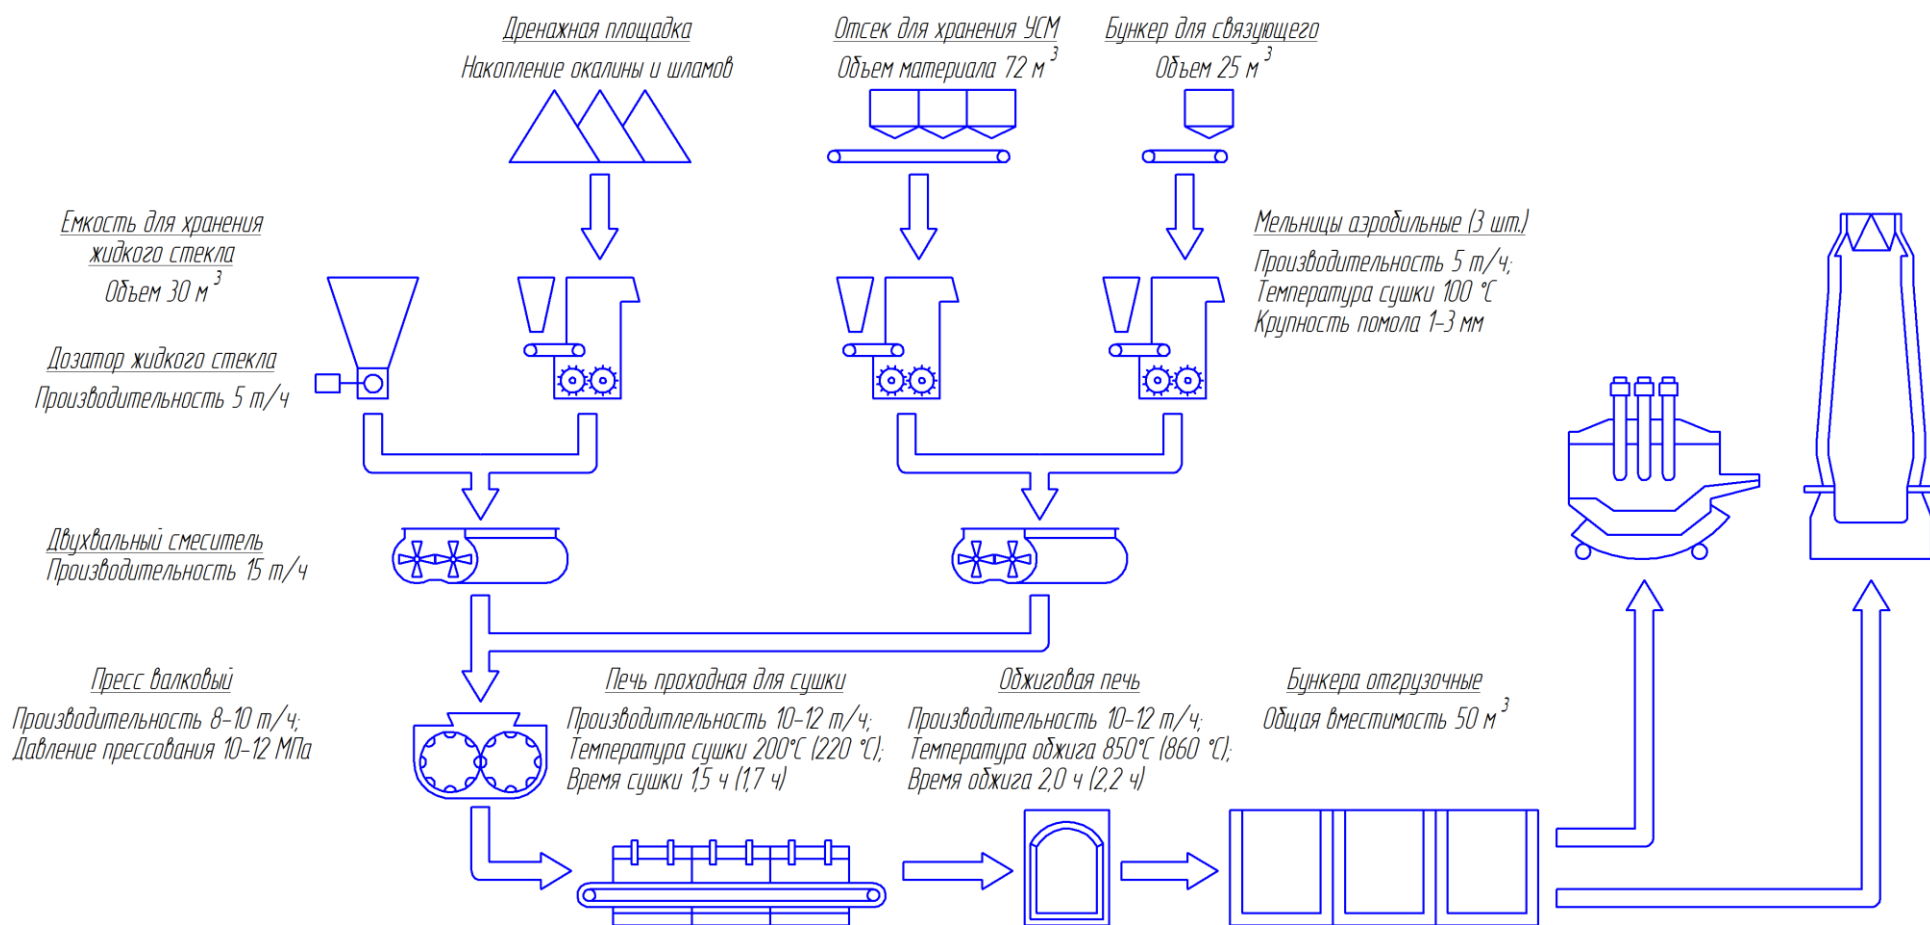 Дренажная площадка
Накопление окалины и шламов
Отсек для хранения УСМ
Объем материала 72 м³
Бункер для связующего
Объем 25 м³
Емкость для хранения
жидкого стекла
Объем 30 м³
Мельницы аэробильные (3 шт.)
Производительность 5 т/ч;
Температура сушки 100 °C
Крупность помола 1–3 мм
Дозатор жидкого стекла
Производительность 5 т/ч
Двухвальный смеситель
Производительность 15 т/ч
Пресс валковый
Производительность 8–10 т/ч;
Давление прессования 10–12 МПа
Печь проходная для сушки
Производитлельность 10–12 т/ч;
Температура сушки 200°C (220 °C);
Время сушки 1,5 ч (1,7 ч)
Обжиговая печь
Производительность 10–12 т/ч;
Температура обжига 850°C (860 °C);
Время обжига 2,0 ч (2,2 ч)
Бункера отгрузочные
Общая вместимость 50 м³